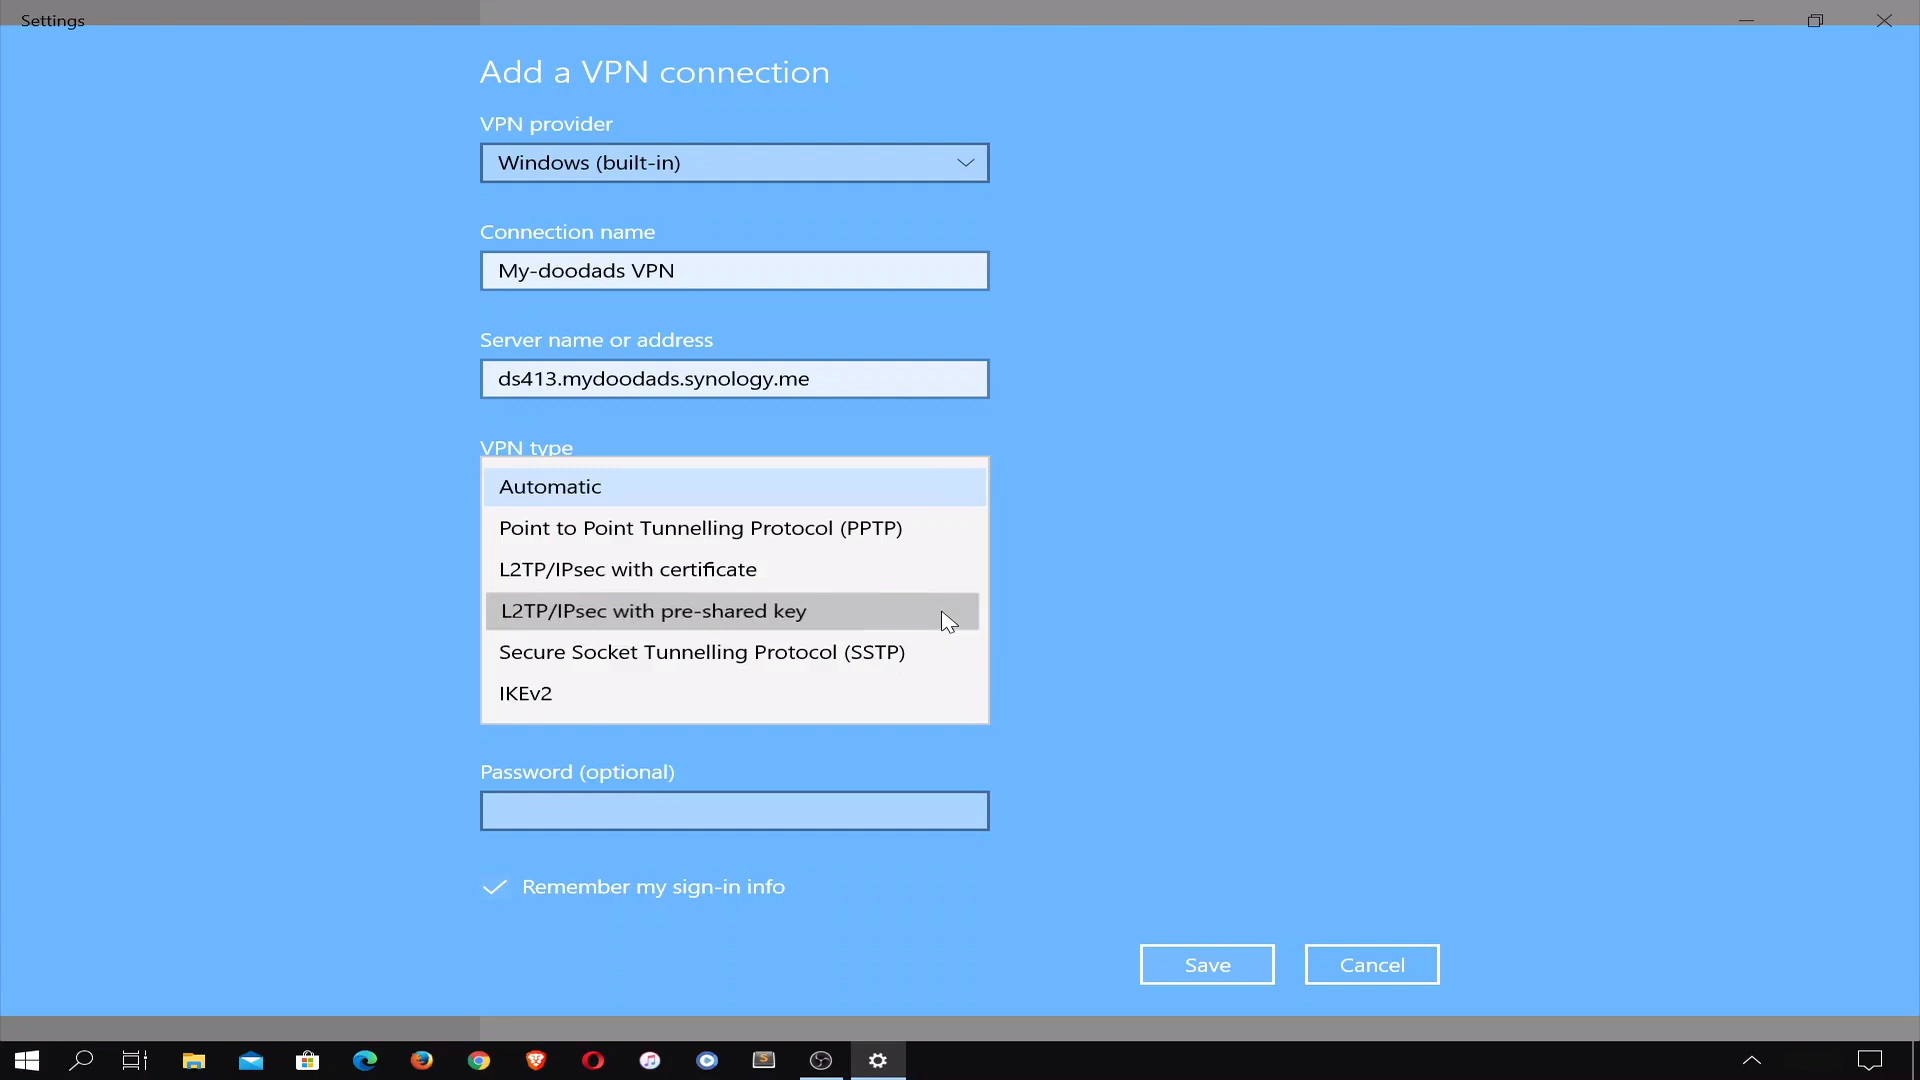 Settings
Add a VPN connection
VPN provider
Windows (built-in)
Connection name
My-doodads VPN
Server name or address
ds413.mydoodads.synology.me
VPN type
Automatic
Point to Point Tunnelling Protocol (PPTP)
L2TP/IPsec with certificate
L2TP/IPsec with pre-shared key
Secure Socket Tunnelling Protocol (SSTP)
IKEv2
Password (optional)
Remember my sign-in info
Save
Cancel